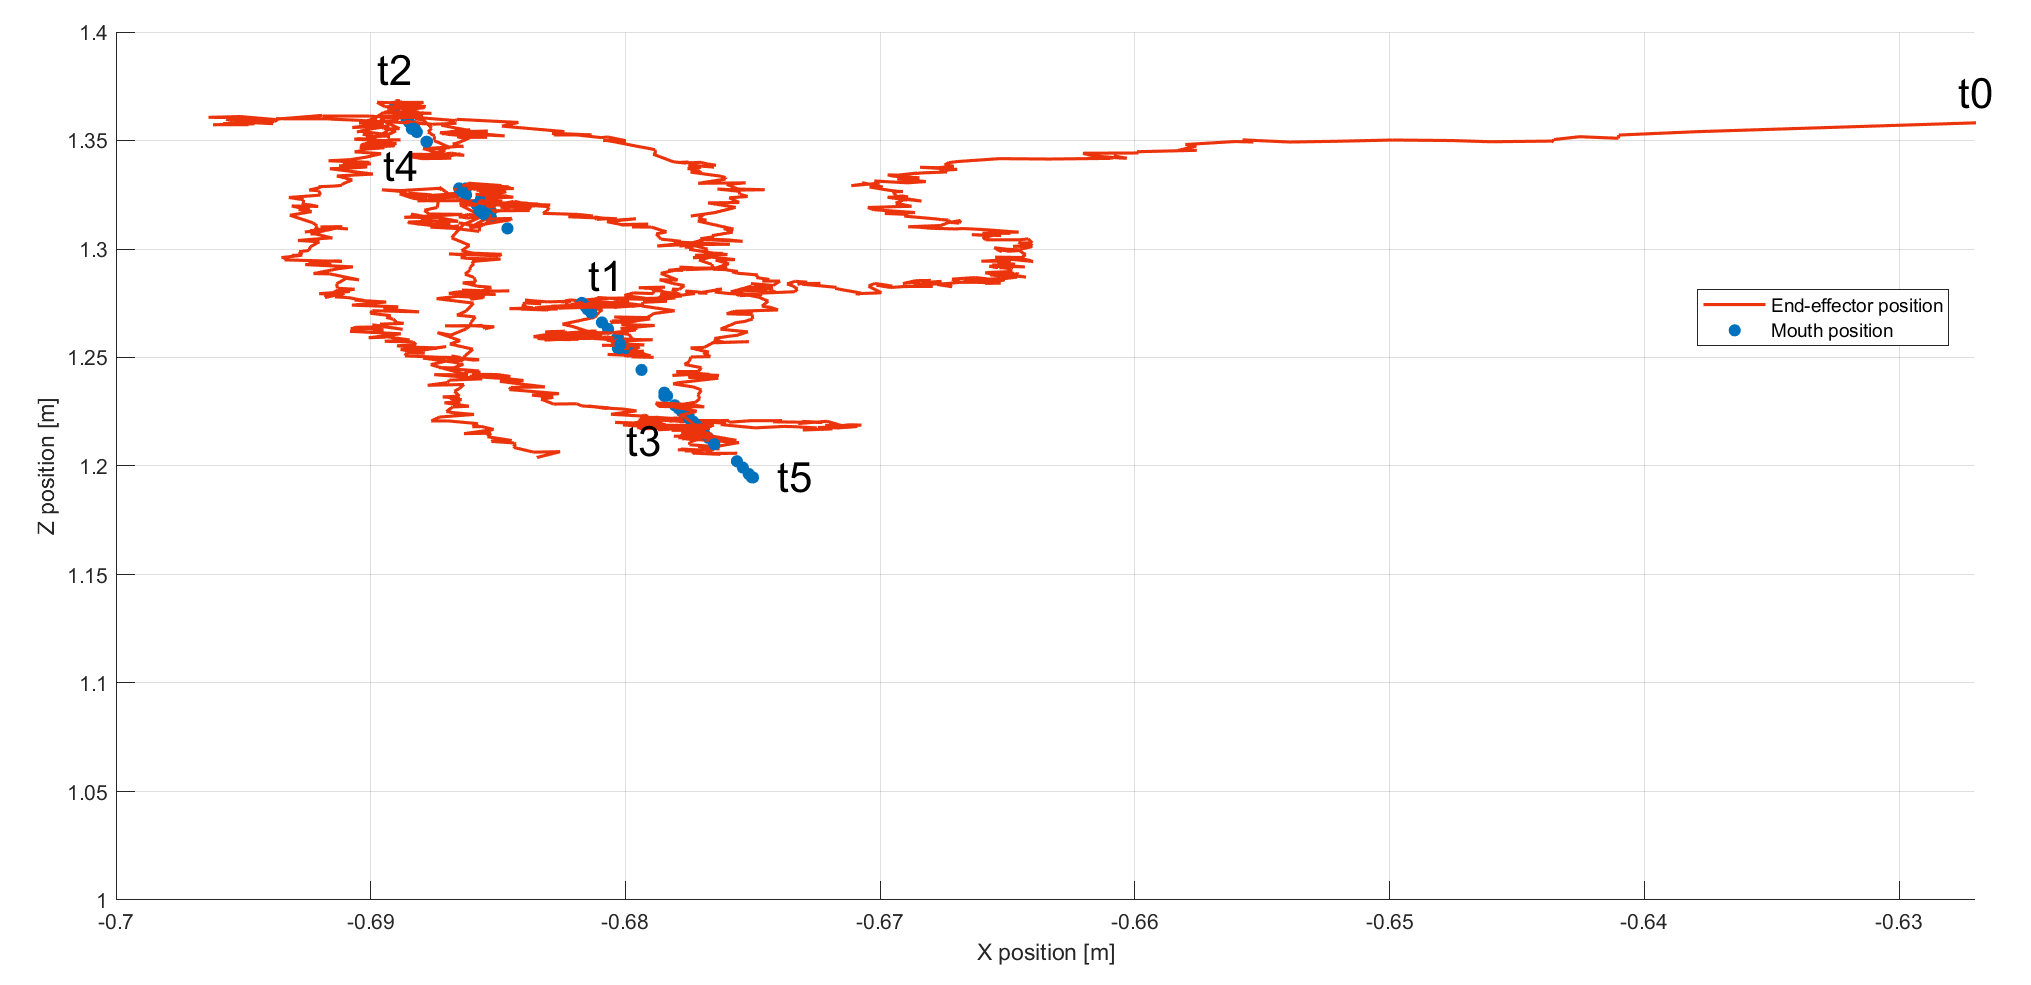 1.4
1.35
1.3
1.25
1.2
1.15
1.1
1.05
1
Z position [m]
-0.7
-0.69
-0.68
-0.67
-0.66
-0.65
-0.64
-0.63
X position [m]
t0
t2
t4
t1
t3
t5
End-effector position
Mouth position